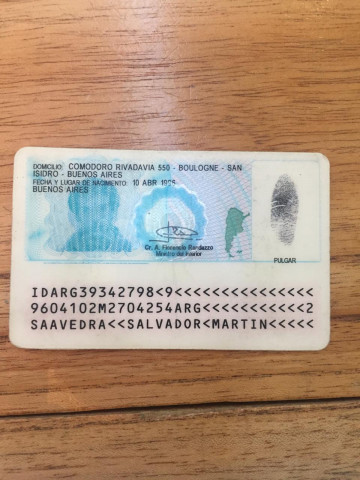 DOMICILIO: COMODORO RIVADAVIA 550 - BOULOGNE - SAN
ISIDRO - BUENOS AIRES
FECHA Y LUGAR DE NACIMIENTO: 10 ABR 1996
BUENOS AIRES
Cr. A. Florencio Randazzo
Ministro del Interior
PULGAR
IDARG39342798<9<<<<<<<<<<<<<<<
9604102M2704254ARG<<<<<<<<<<<2
SAAVEDRA<<SALVADOR<MARTIN<<<<<